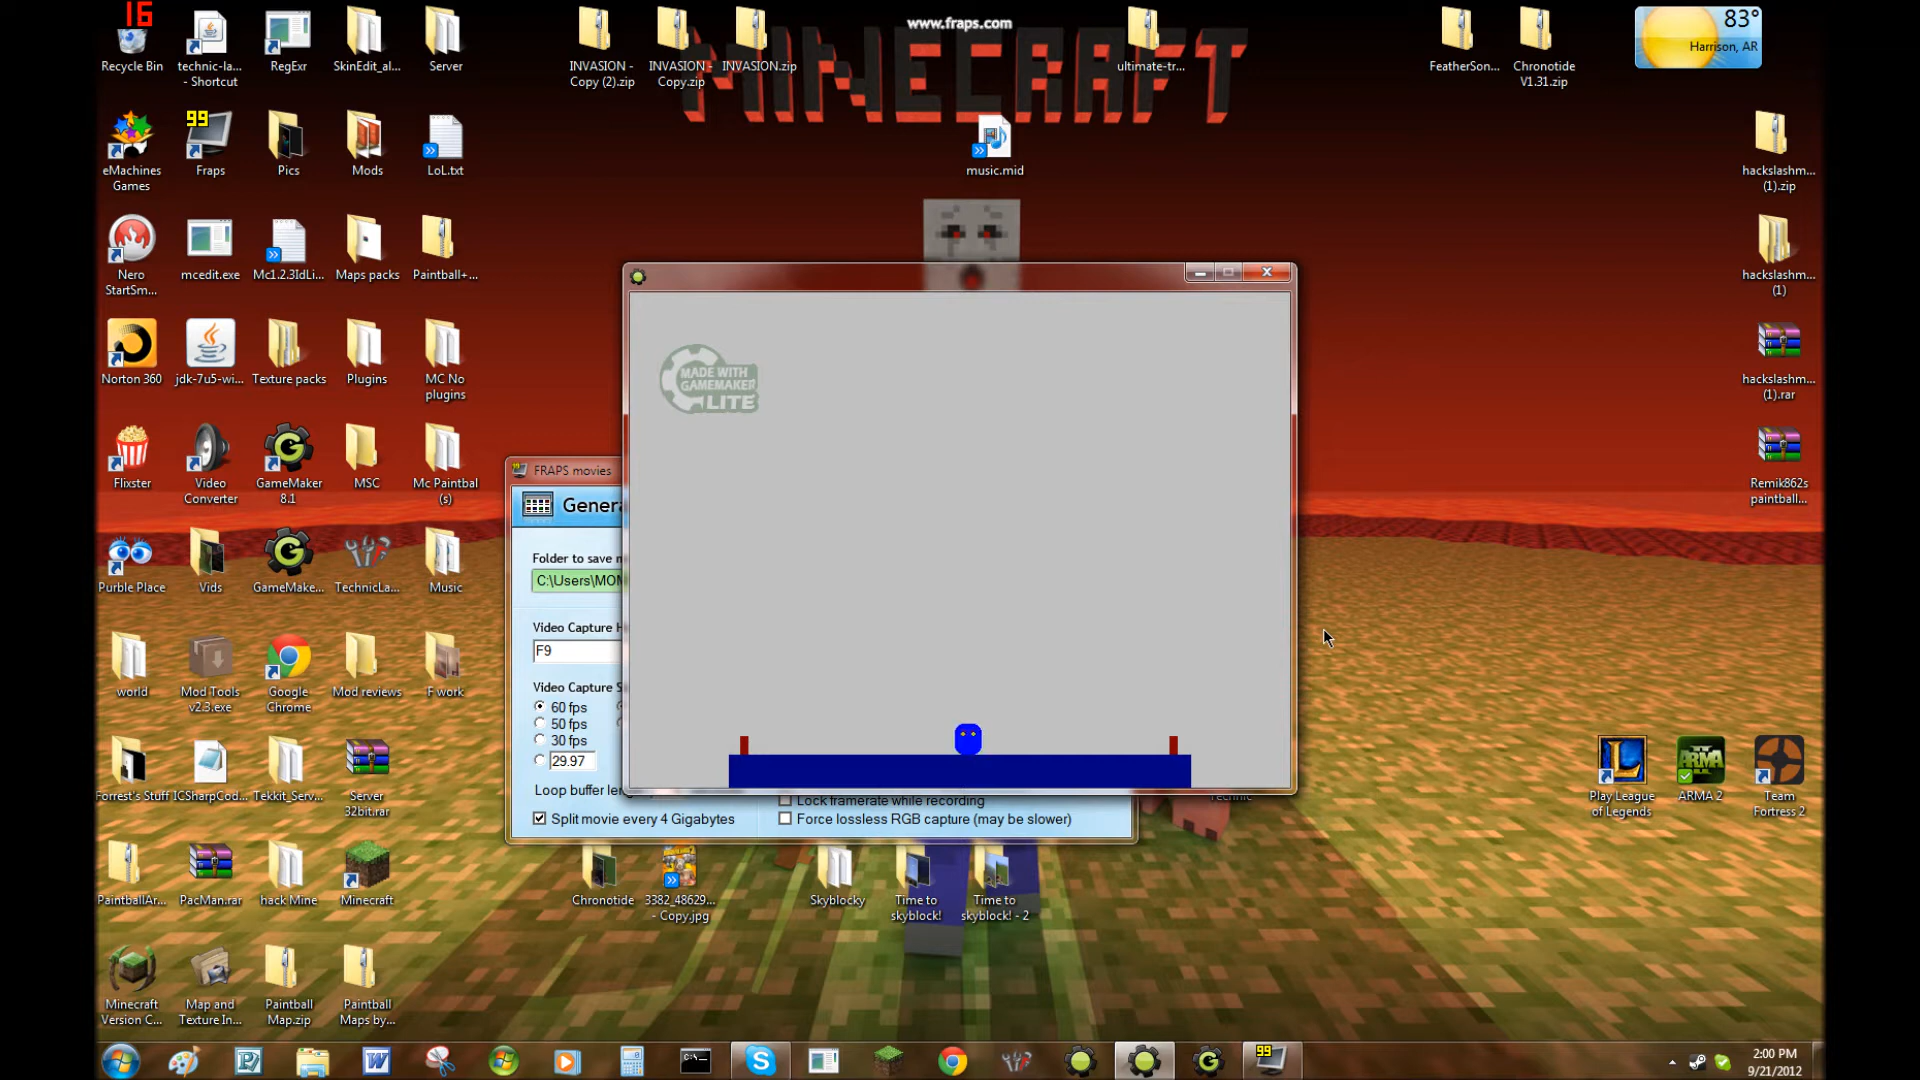 16
www.fraps.com
MINECRAFT
83°
Harrison, AR
Recycle Bin
technic-la... - Shortcut
RegExr
SkinEdit_al...
Server
INVASION - Copy (2).zip
INVASION - Copy.zip
INVASION.zip
ultimate-tr...
FeatherSon...
Chronotide V1.31.zip
eMachines Games
99
Fraps
Pics
Mods
LoL.txt
music.mid
hackslashm... (1).zip
Nero StartSm...
mcedit.exe
Mc1.2.3IdLi...
Maps packs
Paintball+...
hackslashm... (1)
Norton 360
jdk-7u5-wi...
Texture packs
Plugins
MC No plugins
MADE WITH
GAMEMAKER
LITE
hackslashm... (1).rar
Flixster
Video Converter
GameMaker 8.1
MSC
Mc Paintbal (s)
Remik862s paintball...
FRAPS movies
Genera
Folder to save m
C:\Users\MOM
Video Capture H
F9
Video Capture S
60 fps
50 fps
30 fps
29.97
Loop buffer len
Lock framerate while recording
Split movie every 4 Gigabytes
Force lossless RGB capture (may be slower)
Purble Place
Vids
GameMake...
TechnicLa...
Music
world
Mod Tools v2.3.exe
Google Chrome
Mod reviews
F work
Forrest's Stuff
ICSharpCod...
Tekkit_Serv...
Server 32bit.rar
Technic
Play League of Legends
ARMA II
ARMA 2
Team Fortress 2
PaintballAr...
PacMan.rar
hack Mine
Minecraft
Chronotide
3382_48629... - Copy.jpg
Skyblocky
Time to skyblock!
Time to skyblock! - 2
Minecraft Version C...
Map and Texture In...
Paintball Map.zip
Paintball Maps by...
99
2:00 PM
9/21/2012